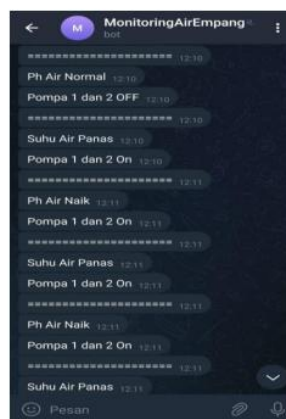 M
MonitoringAirEmpang
bot
===================== 12:10
Ph Air Normal 12:10
Pompa 1 dan 2 OFF 12:10
===================== 12:10
Suhu Air Panas 12:10
Pompa 1 dan 2 On 12:10
===================== 12:11
Ph Air Naik 12:11
Pompa 1 dan 2 On 12:11
===================== 12:11
Suhu Air Panas 12:11
Pompa 1 dan 2 On 12:11
===================== 12:11
Ph Air Naik 12:11
Pompa 1 dan 2 On 12:11
===================== 12:11
Suhu Air Panas 12:11
Pesan